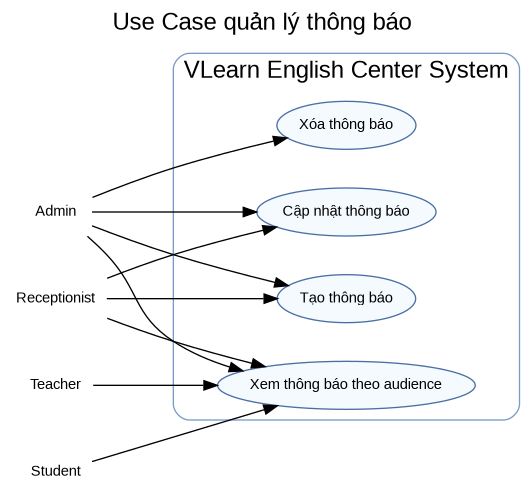 Use Case quản lý thông báo
VLearn English Center System
Xóa thông báo
Admin
Cập nhật thông báo
Receptionist
Tạo thông báo
Teacher
Xem thông báo theo audience
Student